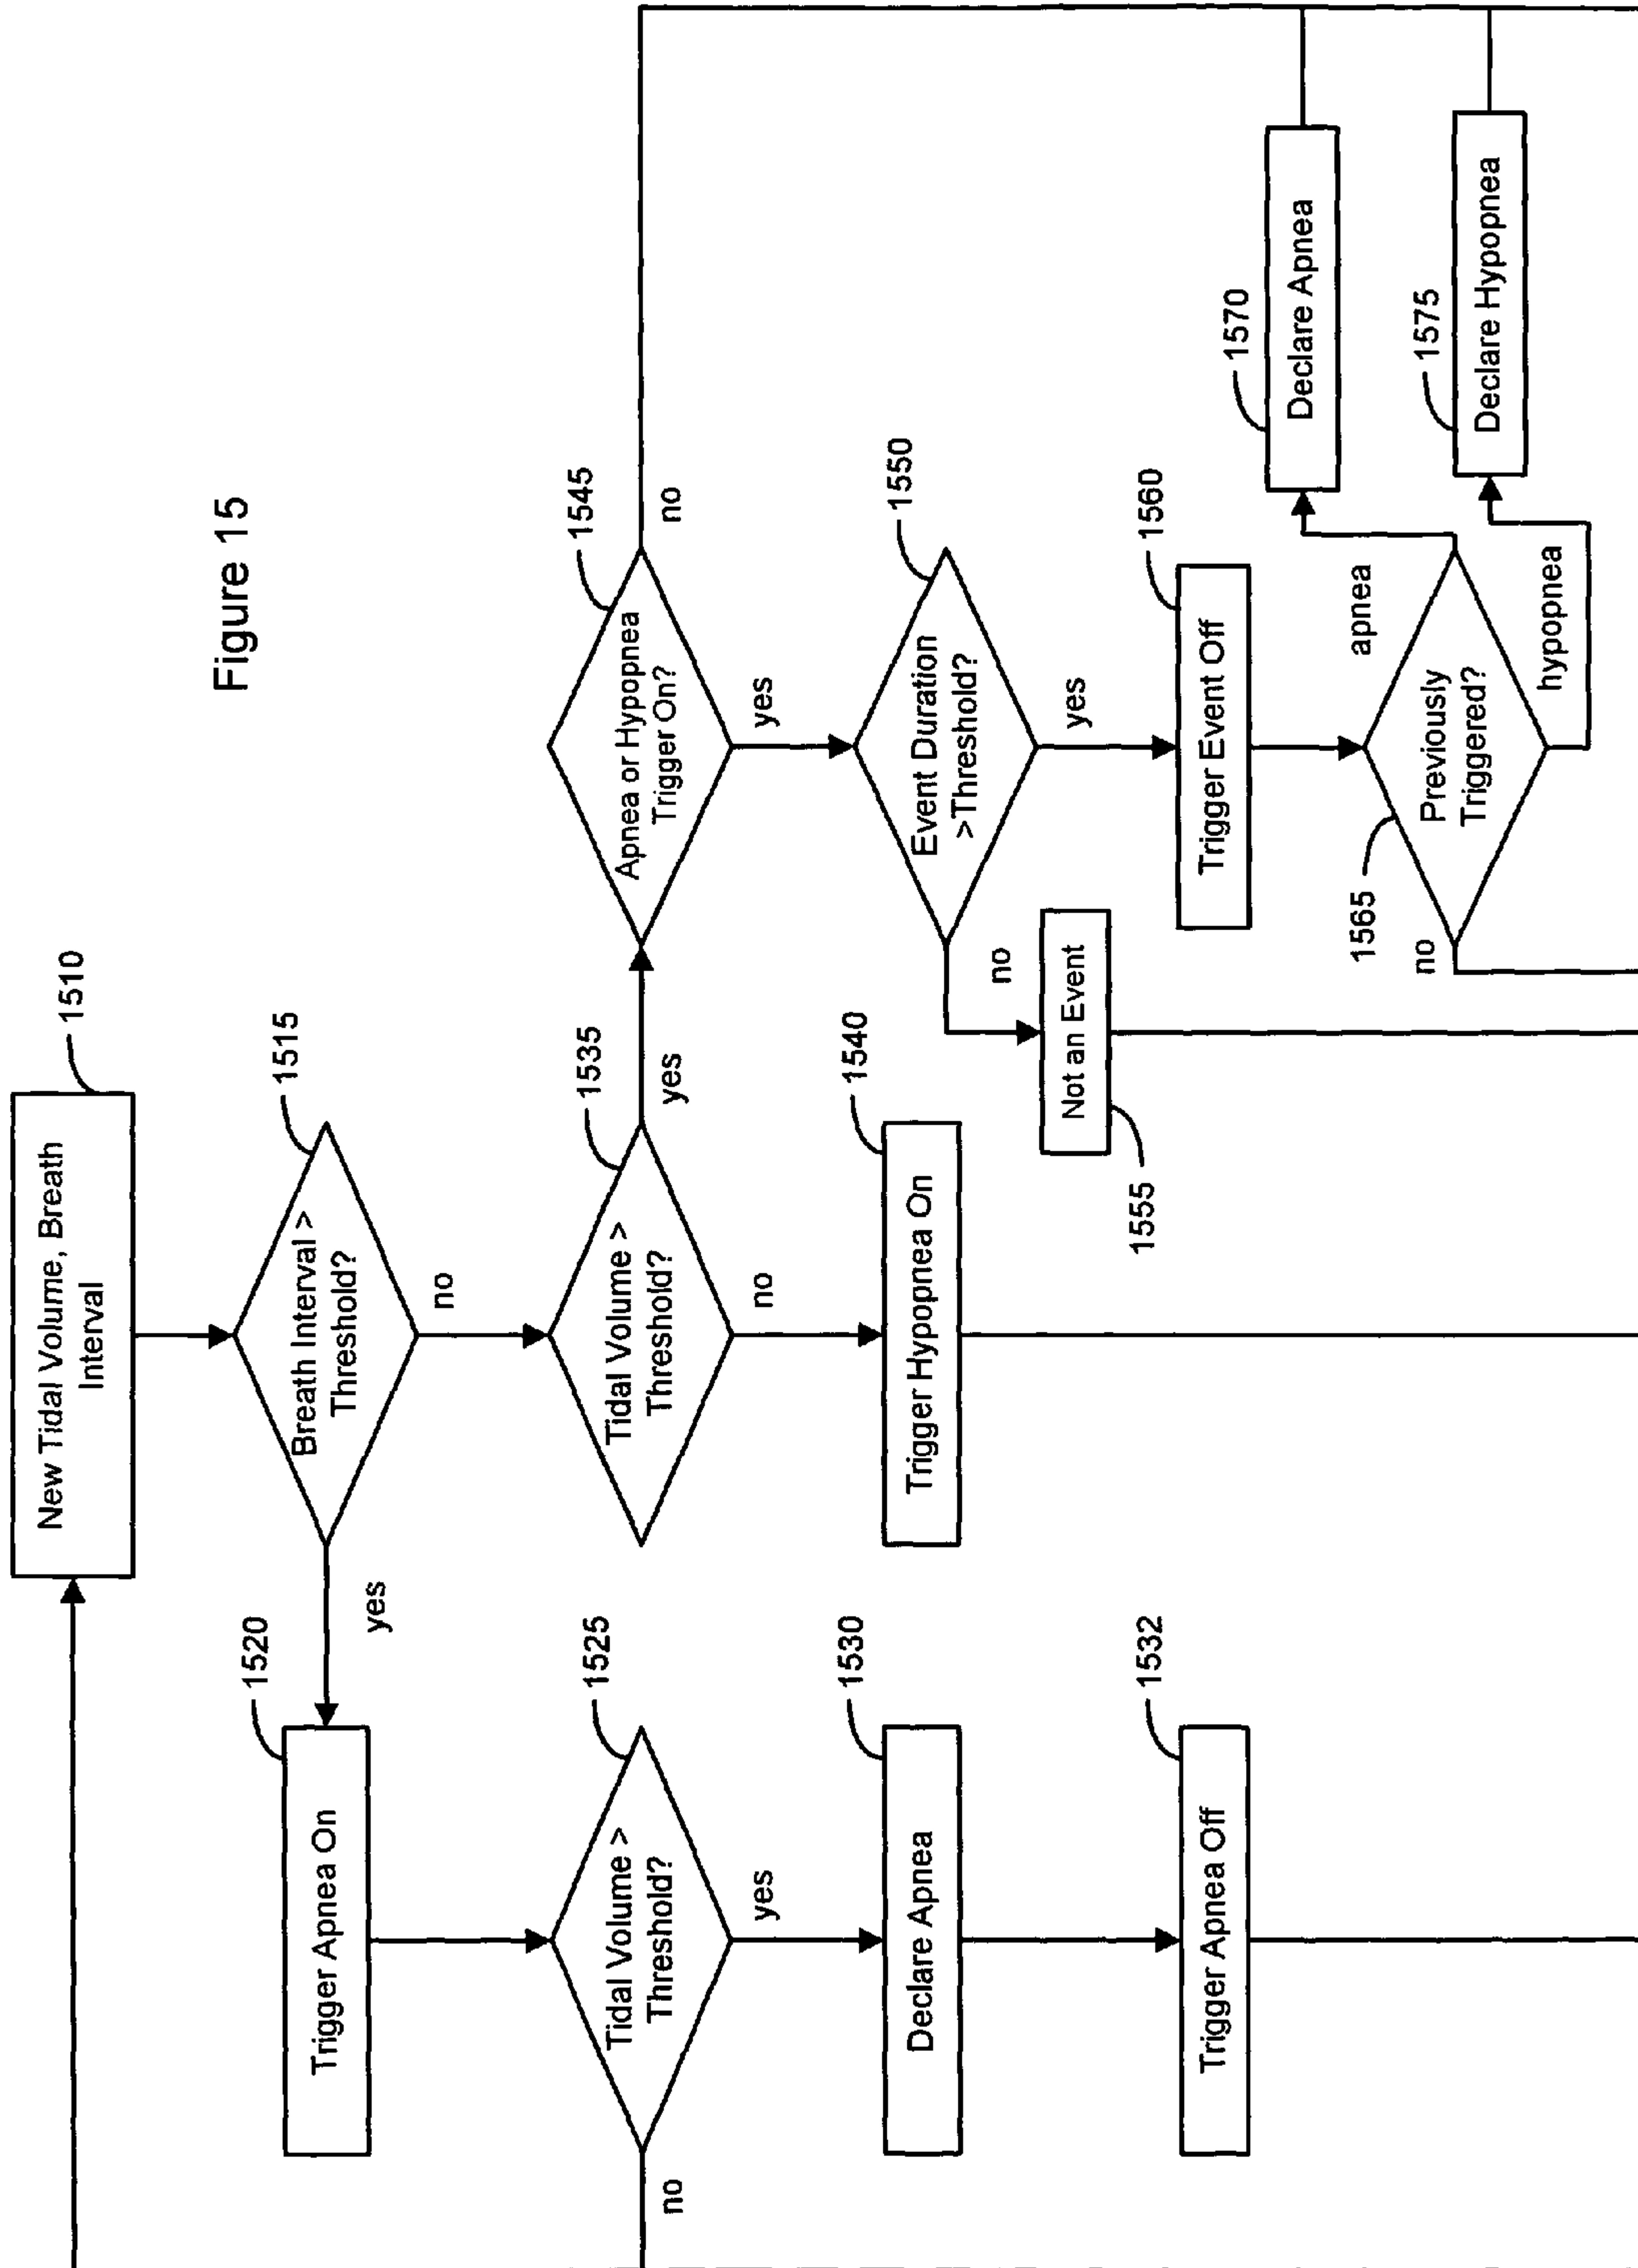 Figure 15
New Tidal Volume, Breath
Interval
1510
Breath Interval >
Threshold?
1515
yes
no
Trigger Apnea On
1520
Tidal Volume >
Threshold?
1525
no
yes
Declare Apnea
1530
Trigger Apnea Off
1532
Tidal Volume >
Threshold?
1535
yes
no
Trigger Hypopnea On
1540
Apnea or Hypopnea
Trigger On?
1545
no
yes
Event Duration
>Threshold?
1550
no
yes
Not an Event
1555
Trigger Event Off
1560
Previously
Triggered?
1565
no
apnea
hypopnea
Declare Apnea
1570
Declare Hypopnea
1575